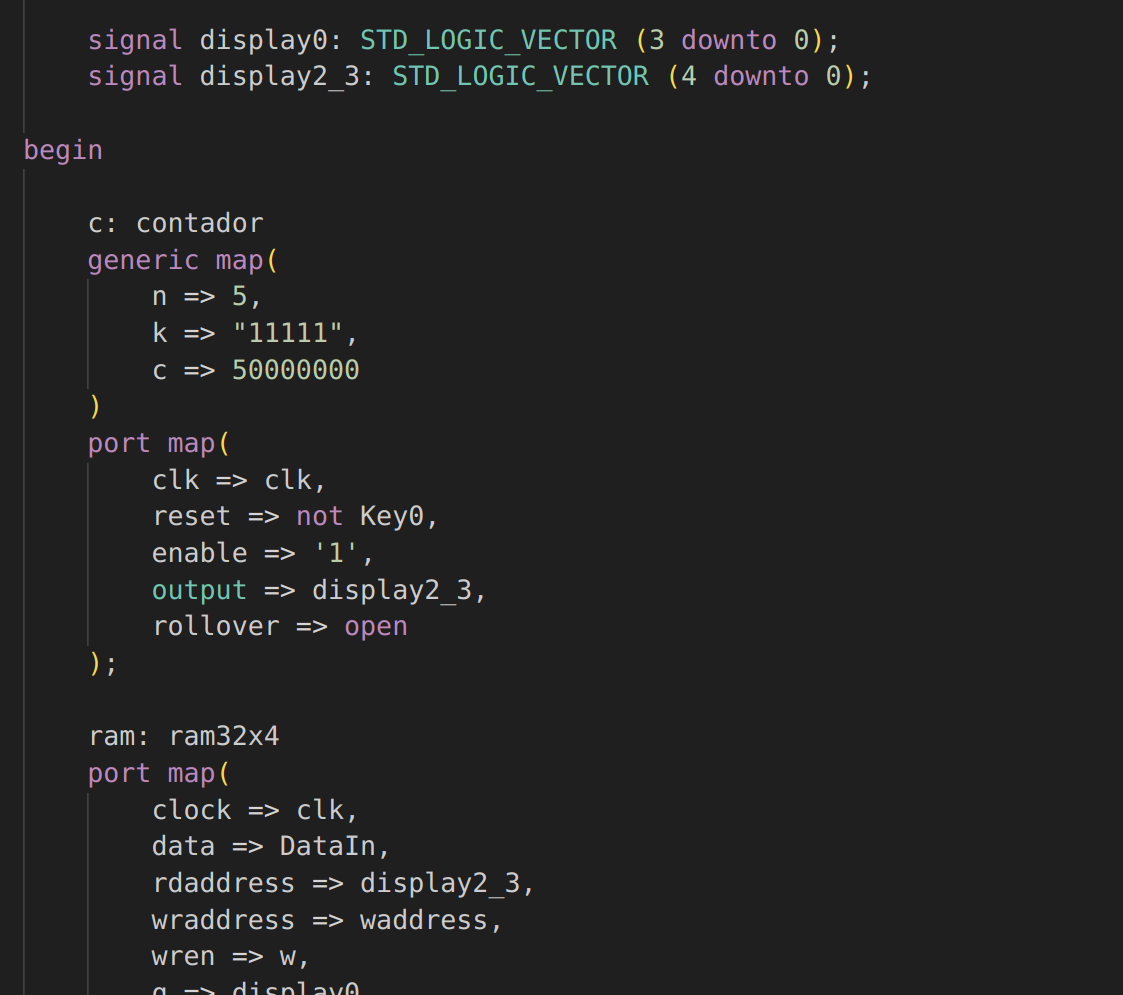 signal display0: STD_LOGIC_VECTOR (3 downto 0);
signal display2_3: STD_LOGIC_VECTOR (4 downto 0);
begin
c: contador
generic map(
n => 5,
k => "11111",
c => 50000000
)
port map(
clk => clk,
reset => not Key0,
enable => '1',
output => display2_3,
rollover => open
);
ram: ram32x4
port map(
clock => clk,
data => DataIn,
rdaddress => display2_3,
wraddress => waddress,
wren => w,
q => display0